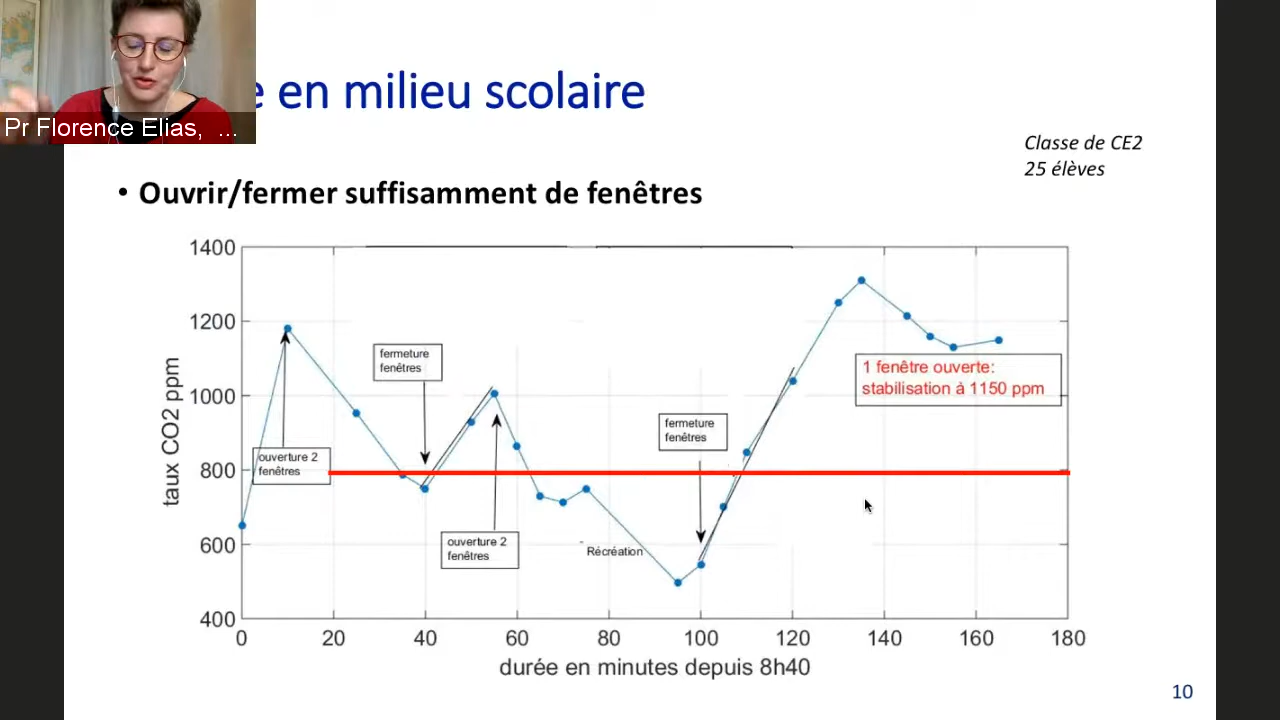 Pr Florence Elias, ...
e en milieu scolaire
Classe de CE2
25 élèves
• Ouvrir/fermer suffisamment de fenêtres
taux CO2 ppm
1400
1200
1000
800
600
400
ouverture 2
fenêtres
fermeture
fenêtres
ouverture 2
fenêtres
Récréation
fermeture
fenêtres
1 fenêtre ouverte:
stabilisation à 1150 ppm
0 20 40 60 80 100 120 140 160 180
durée en minutes depuis 8h40
10